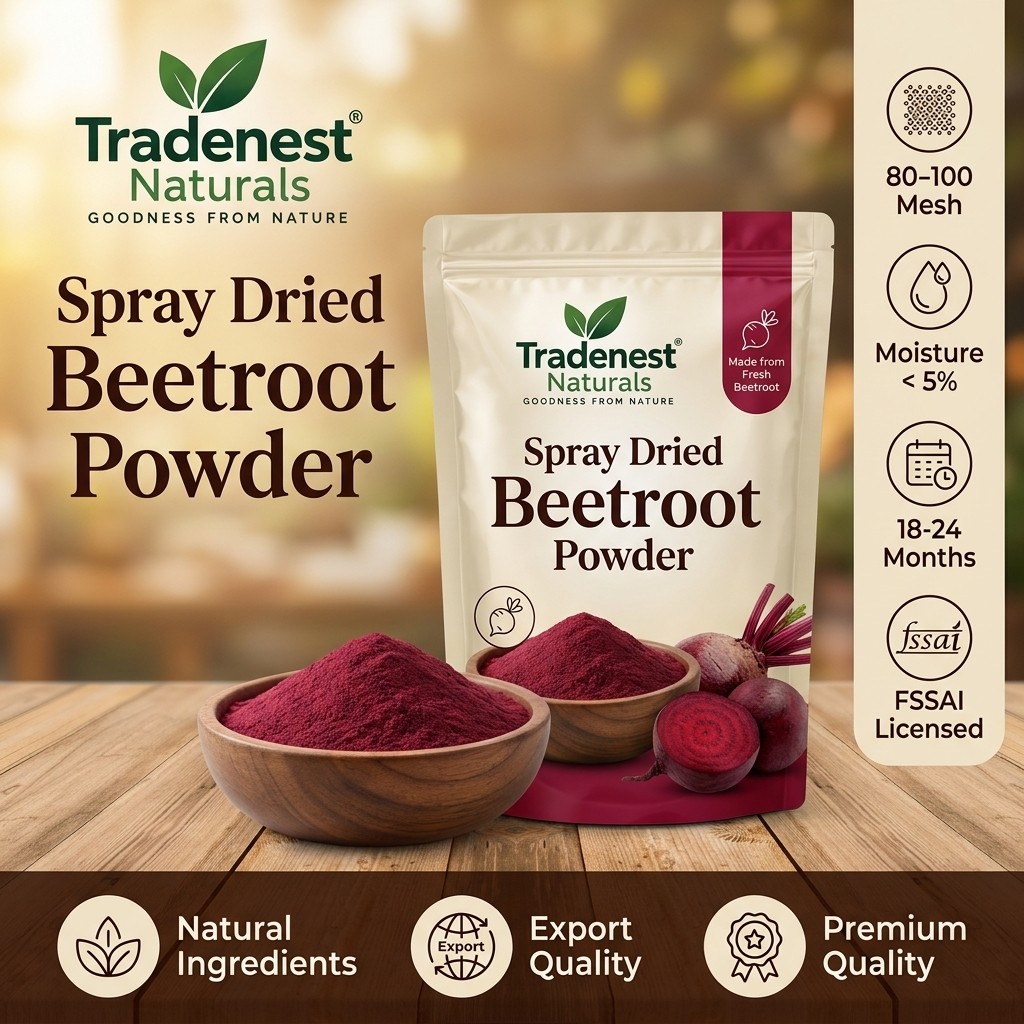 Tradenest®
Naturals
GOODNESS FROM NATURE
Spray Dried
Beetroot
Powder
Tradenest®
Naturals
GOODNESS FROM NATURE
Made from
Fresh
Beetroot
Spray Dried
Beetroot
Powder
80–100
Mesh
Moisture
< 5%
18-24
Months
fssai
FSSAI
Licensed
Natural
Ingredients
Export
Export
Quality
Premium
Quality